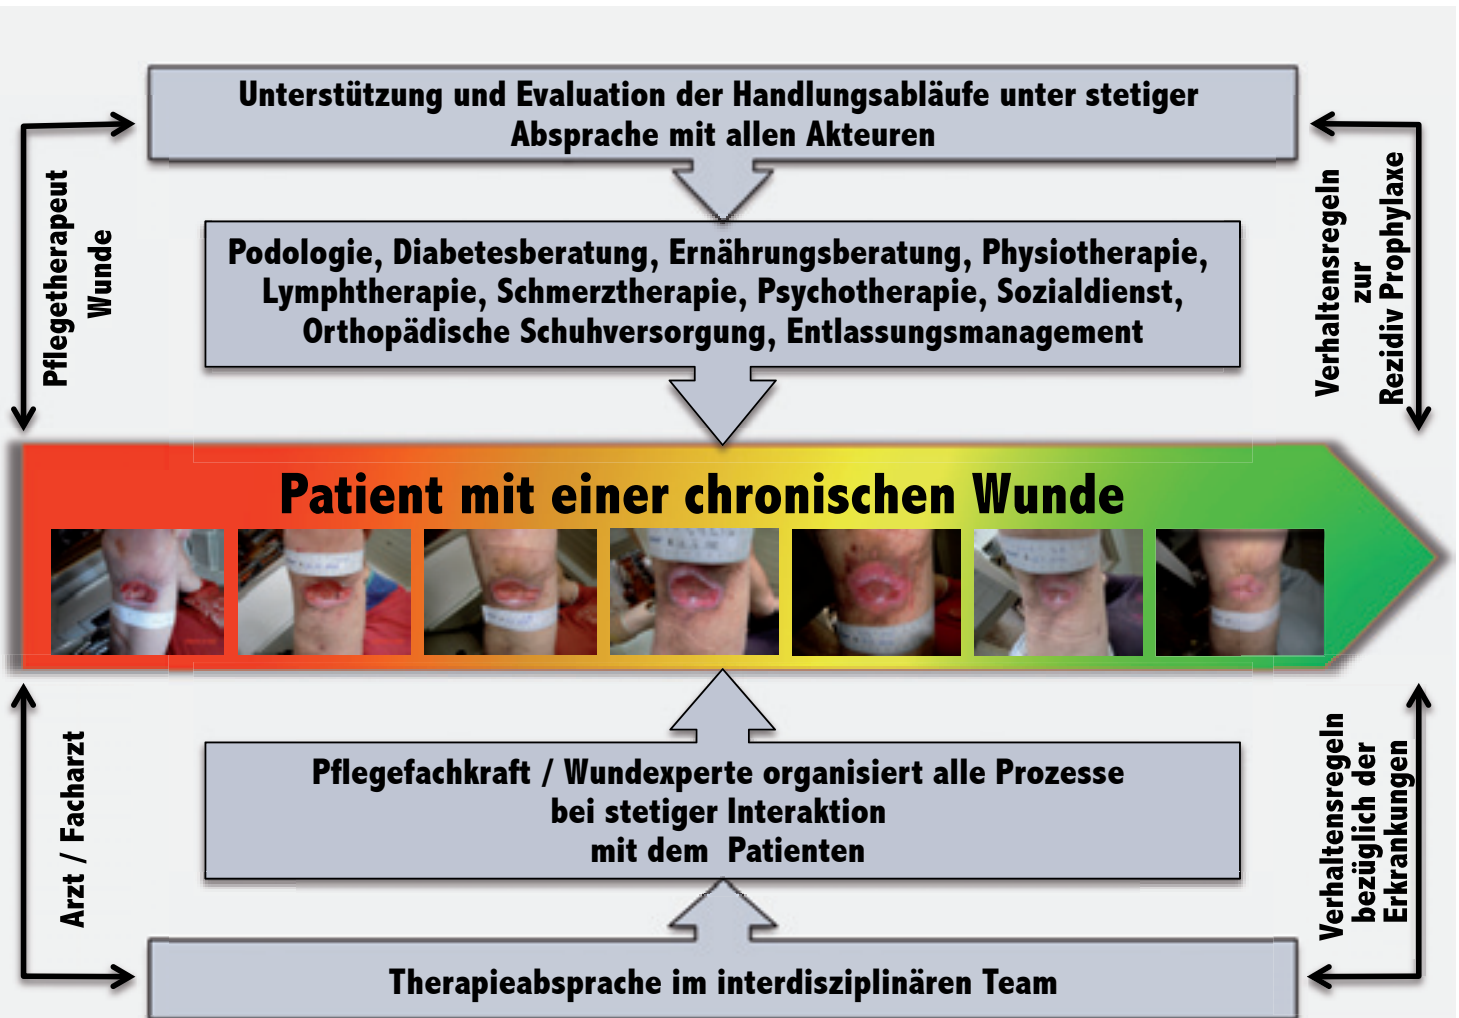 Unterstützung und Evaluation der Handlungsabläufe unter stetiger
Absprache mit allen Akteuren
Pflegetherapeut
Wunde
Podologie, Diabetesberatung, Ernährungsberatung, Physiotherapie,
Lymphtherapie, Schmerztherapie, Psychotherapie, Sozialdienst,
Orthopädische Schuhversorgung, Entlassungsmanagement
Verhaltensregeln
zur
Rezidiv Prophylaxe
Patient mit einer chronischen Wunde
Arzt / Facharzt
Pflegefachkraft / Wundexperte organisiert alle Prozesse
bei stetiger Interaktion
mit dem Patienten
Verhaltensregeln
bezüglich der
Erkrankungen
Therapieabsprache im interdisziplinären Team